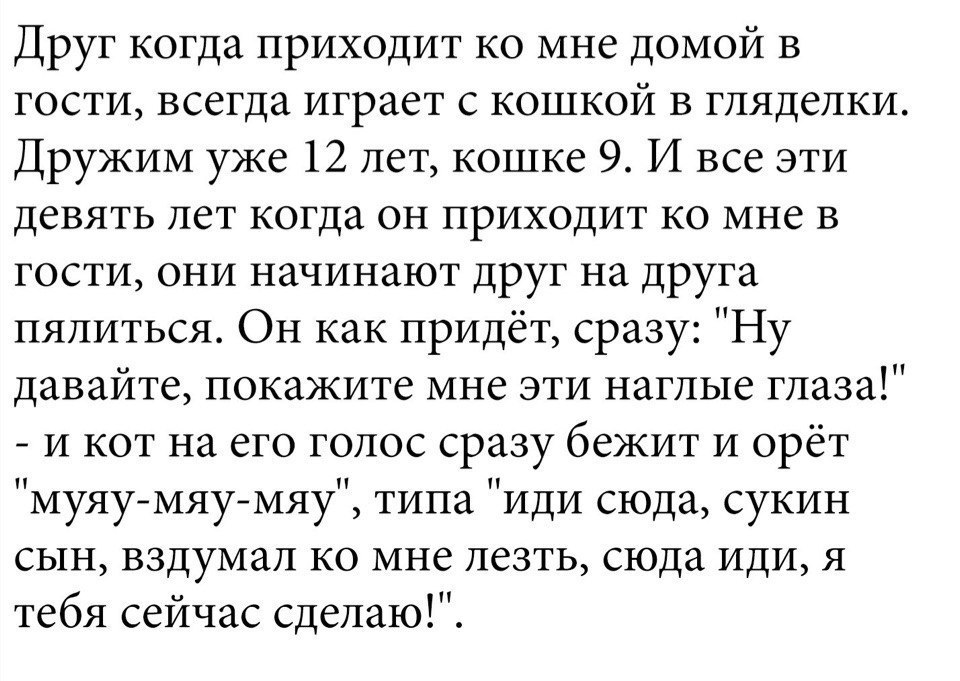 Друг когда приходит ко мне домой в
гости, всегда играет с кошкой в гляделки.
Дружим уже 12 лет, кошке 9. И все эти
девять лет когда он приходит ко мне в
гости, они начинают друг на друга
пялиться. Он как придёт, сразу: "Ну
давайте, покажите мне эти наглые глаза!"
- и кот на его голос сразу бежит и орёт
"муяу-мяу-мяу", типа "иди сюда, сукин
сын, вздумал ко мне лезть, сюда иди, я
тебя сейчас сделаю!".